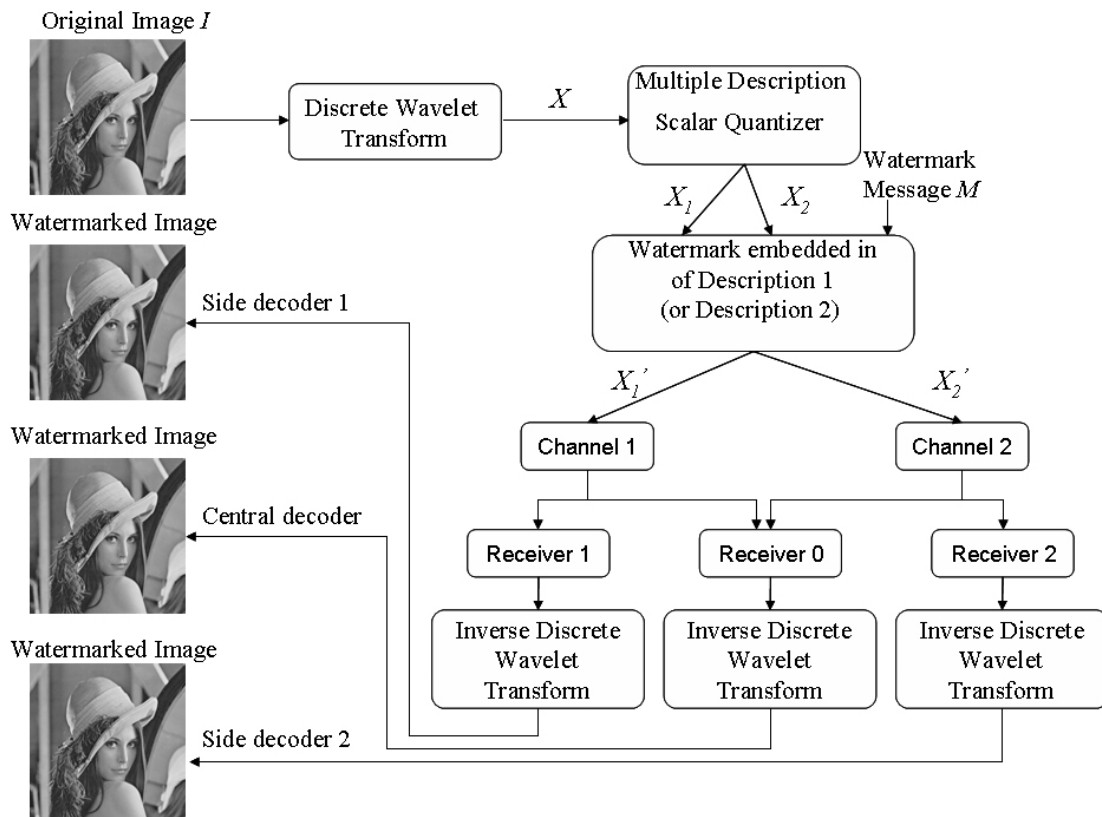 Original Image I
Discrete Wavelet
Transform
X
Multiple Description
Scalar Quantizer
Watermark
Message M
X1
X2
Watermarked Image
Watermark embedded in
of Description 1
(or Description 2)
Side decoder 1
X1’
X2’
Watermarked Image
Channel 1
Channel 2
Central decoder
Receiver 1
Receiver 0
Receiver 2
Inverse Discrete
Wavelet
Transform
Inverse Discrete
Wavelet
Transform
Inverse Discrete
Wavelet
Transform
Watermarked Image
Side decoder 2